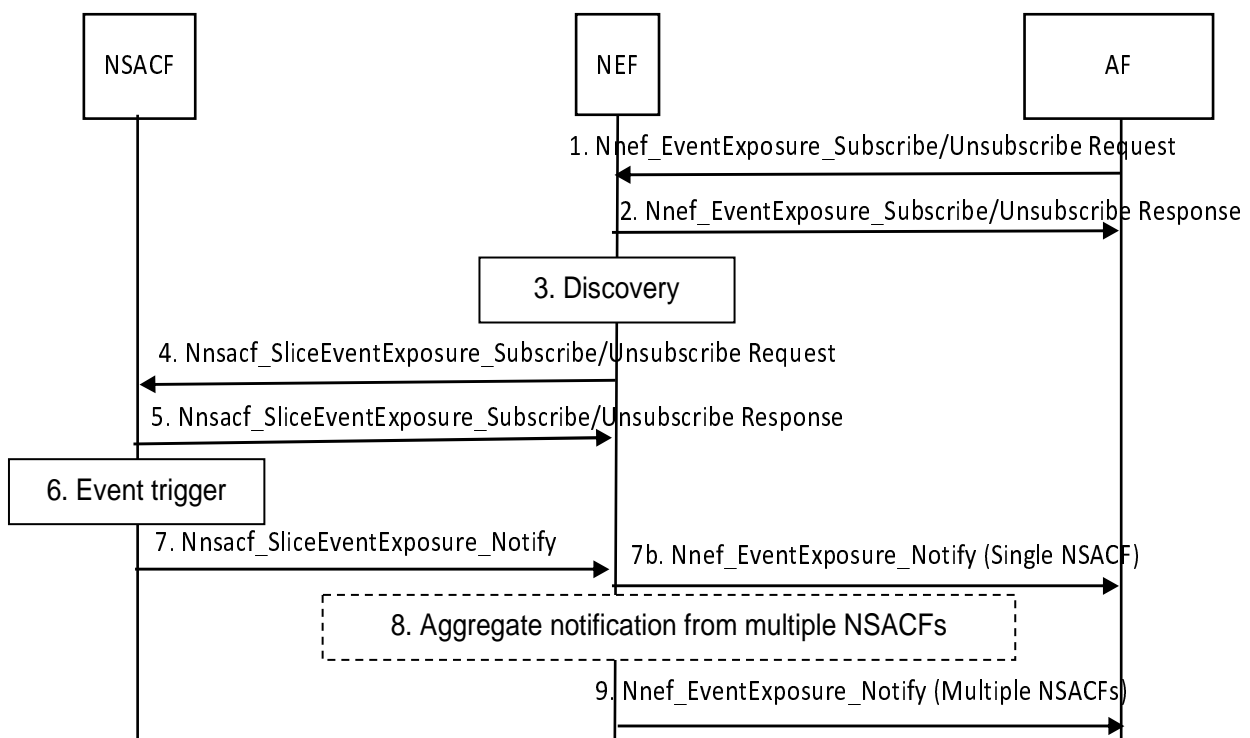 NSACF
NEF
AF
1. Nnef_EventExposure_Subscribe/Unsubscribe Request
2. Nnef_EventExposure_Subscribe/Unsubscribe Response
3. Discovery
4. Nnsacf_SliceEventExposure_Subscribe/Unsubscribe Request
5. Nnsacf_SliceEventExposure_Subscribe/Unsubscribe Response
6. Event trigger
7. Nnsacf_SliceEventExposure_Notify
7b. Nnef_EventExposure_Notify (Single NSACF)
8. Aggregate notification from multiple NSACFs
9. Nnef_EventExposure_Notify (Multiple NSACFs)